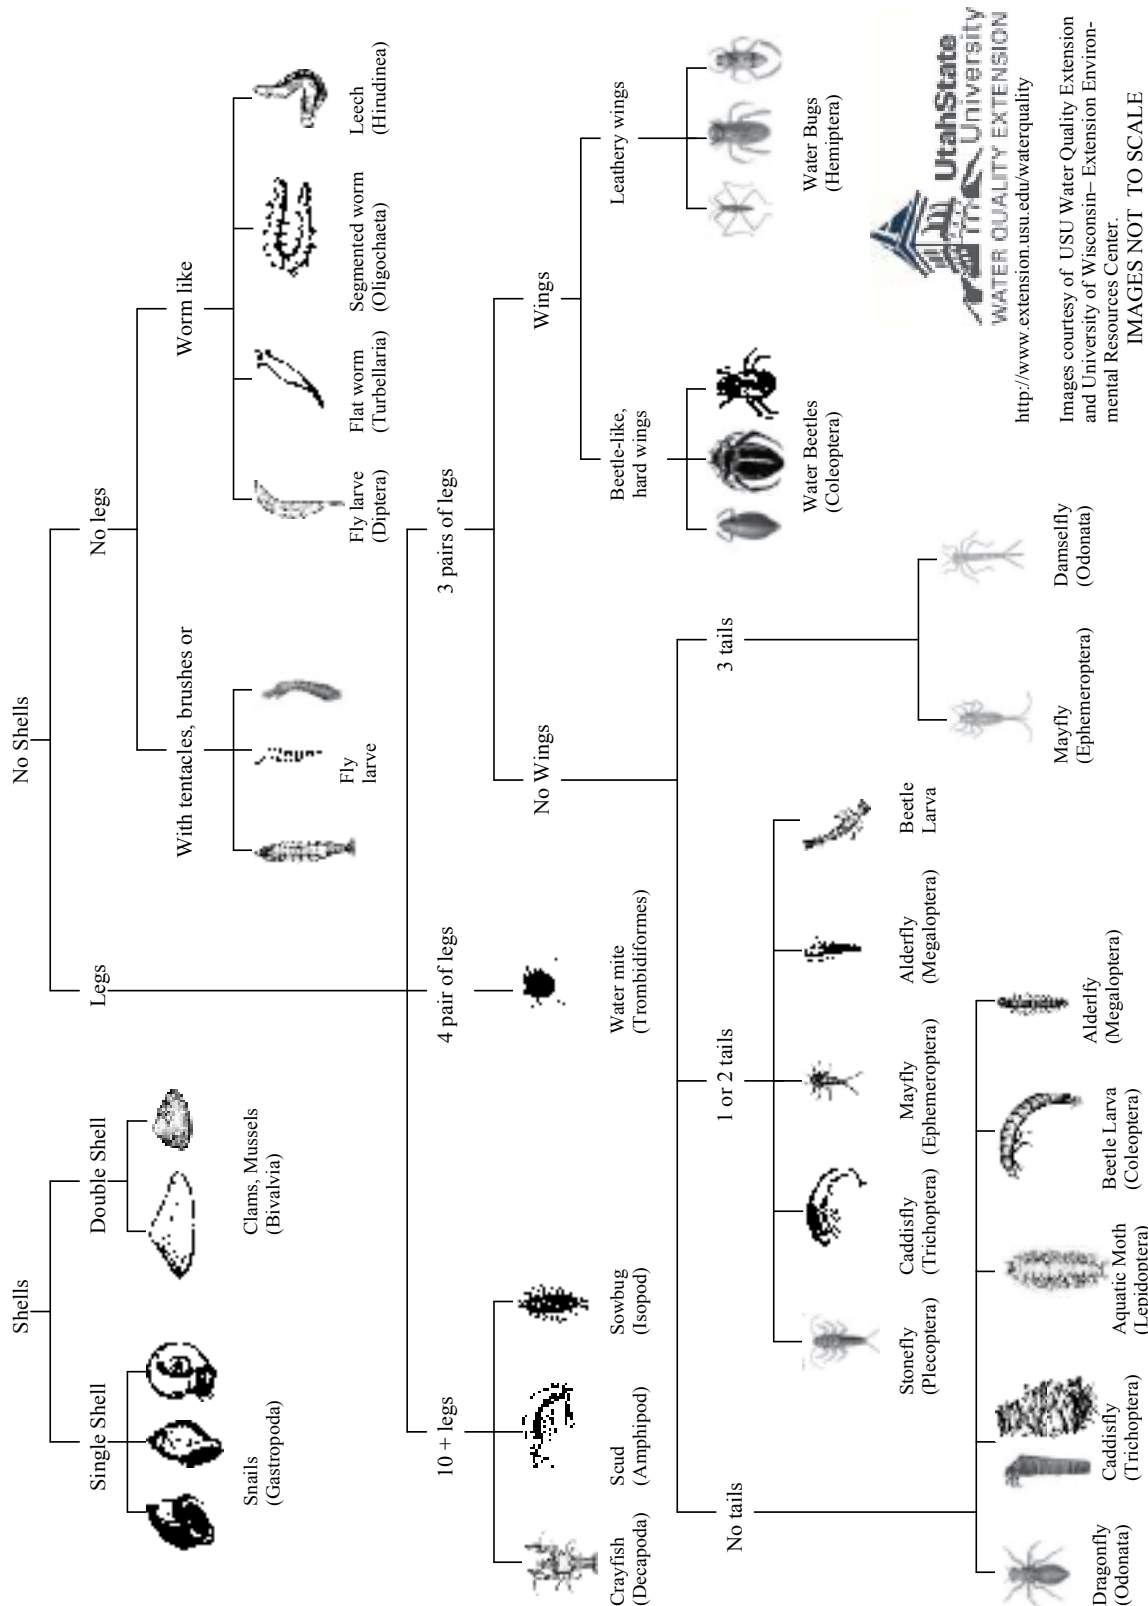 Shells
No Shells
Single Shell
Double Shell
Legs
No legs
Snails
(Gastropoda)
Clams, Mussels
(Bivalvia)
With tentacles, brushes or
Worm like
Fly
larve
Fly larve
(Diptera)
Flat worm
(Turbellaria)
Segmented worm
(Oligochaeta)
Leech
(Hirudinea)
10 + legs
4 pair of legs
3 pairs of legs
Crayfish
(Decapoda)
Scud
(Amphipod)
Sowbug
(Isopod)
Water mite
(Trombidiformes)
No Wings
Wings
Beetle-like,
hard wings
Leathery wings
Water Beetles
(Coleoptera)
Water Bugs
(Hemiptera)
No tails
1 or 2 tails
3 tails
Stonefly
(Plecoptera)
Caddisfly
(Trichoptera)
Mayfly
(Ephemeroptera)
Alderfly
(Megaloptera)
Beetle
Larva
Mayfly
(Ephemeroptera)
Damselfly
(Odonata)
Dragonfly
(Odonata)
Caddisfly
(Trichoptera)
Aquatic Moth
(Lepidoptera)
Beetle Larva
(Coleoptera)
Alderlfy
(Megaloptera)
UtahState
University
WATER QUALITY EXTENSION
http://www.extension.usu.edu/waterquality
Images courtesy of USU Water Quality Extension
and University of Wisconsin– Extension Environ-
mental Resources Center.
IMAGES NOT TO SCALE